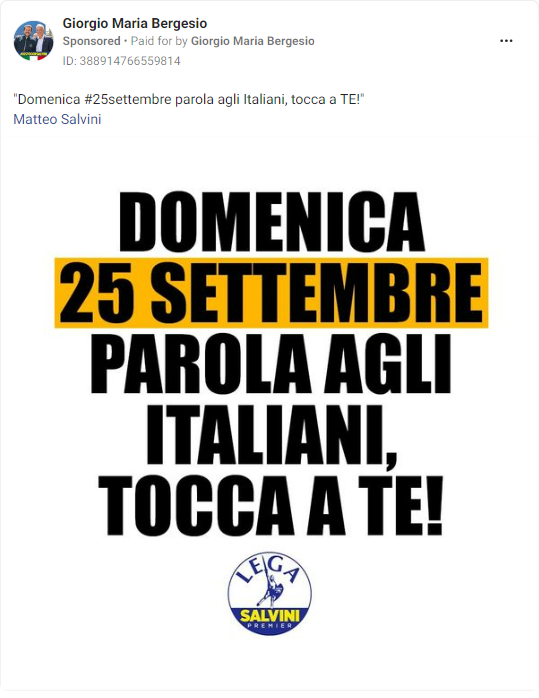 Giorgio Maria Bergesio
Sponsored • Paid for by Giorgio Maria Bergesio
ID: 388914766559814
"Domenica #25settembre parola agli Italiani, tocca a TE!"
Matteo Salvini
DOMENICA
25 SETTEMBRE
PAROLA AGLI
ITALIANI,
TOCCA A TE!
LEGA
SALVINI
PREMIER